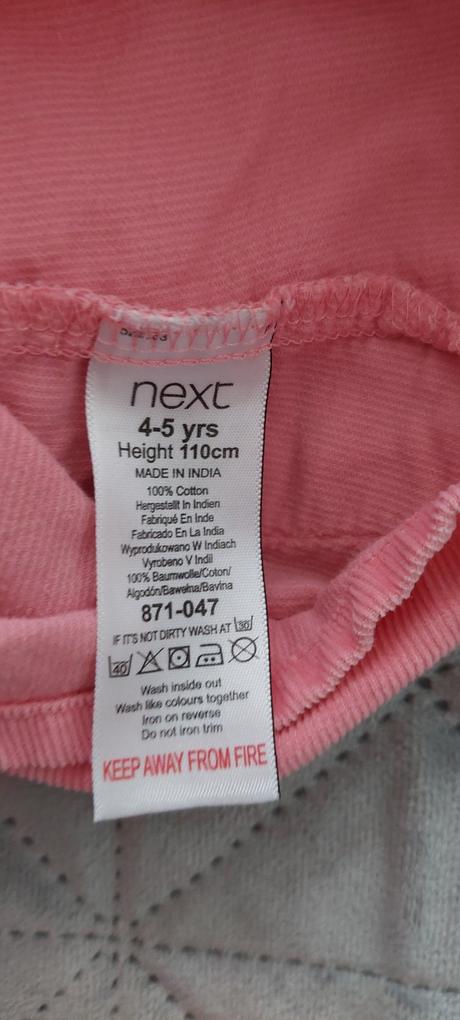 next
4-5 yrs
Height 110cm
MADE IN INDIA
100% Cotton
Hergestellt In Indien
Fabriqué En Inde
Fabricado En La India
Wyprodukowano W Indiach
Vyrobeno V Indii
100% Baumwolle/Coton/
Algodón/Bawełna/Bavlna
871-047
IF IT'S NOT DIRTY WASH AT 30
40
Wash inside out
Wash like colours together
Iron on reverse
Do not iron trim
KEEP AWAY FROM FIRE